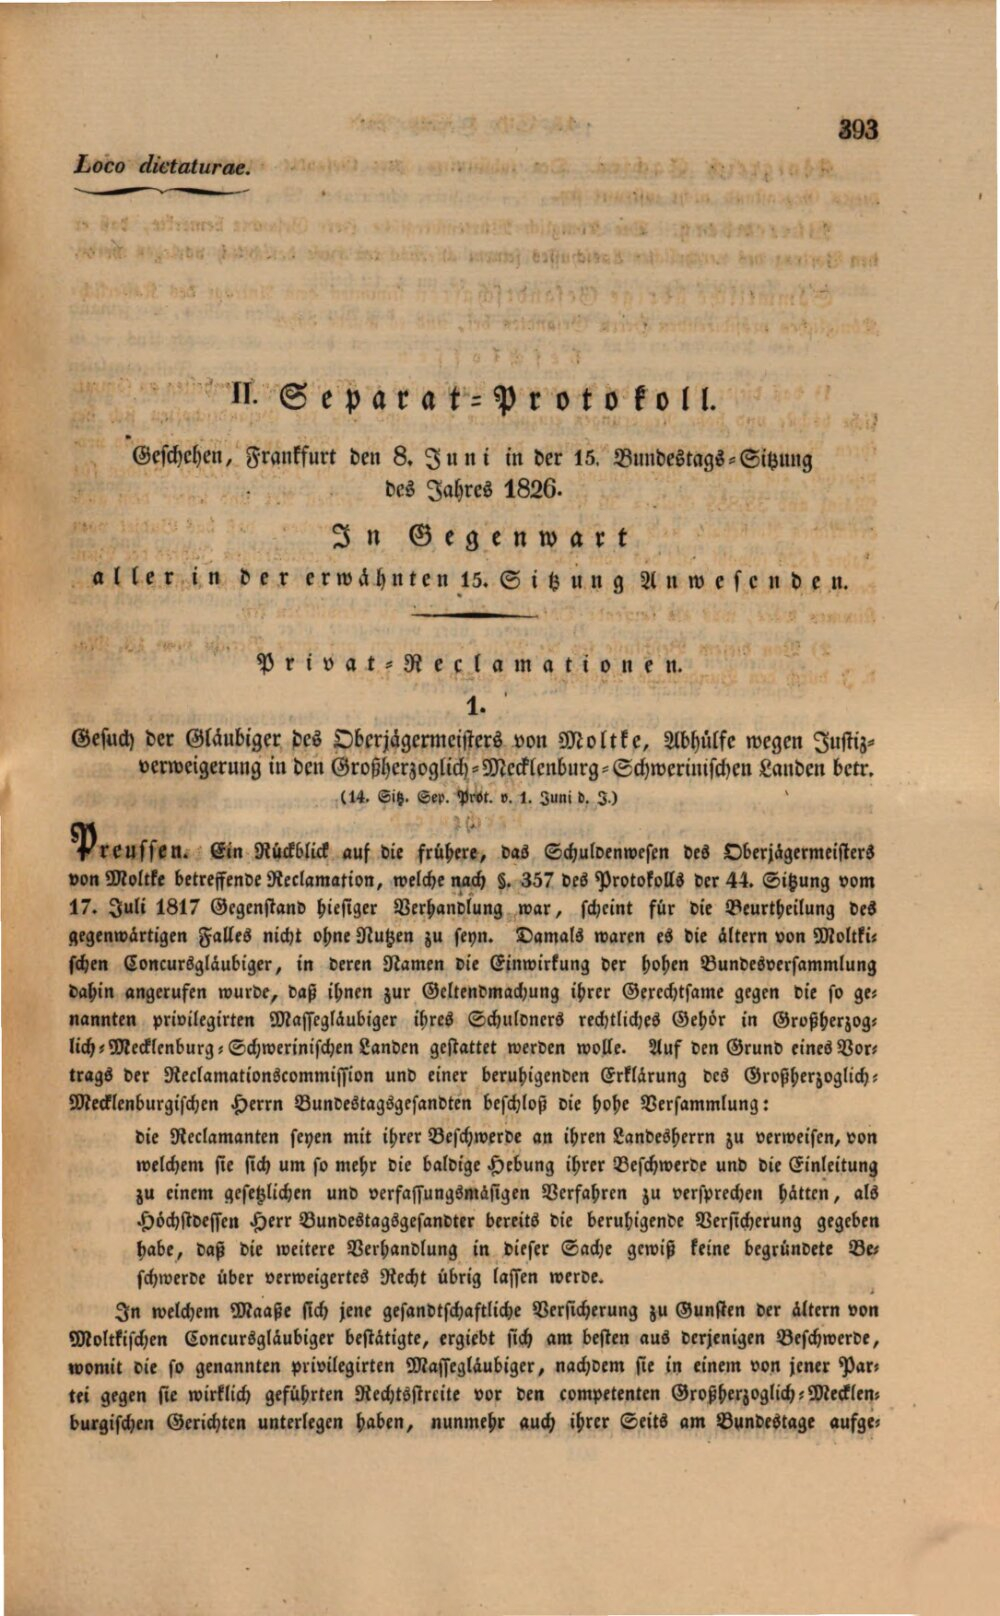 393
Loco dictaturae.
II. Separat-Protokoll.
Geschehen, Frankfurt den 8. Juni in der 15. Bundestags-Sitzung
des Jahres 1826.
In Gegenwart
aller in der erwähnten 15. Sitzung Anwesenden.
Privat-Reclamationen.
1.
Gesuch der Gläubiger des Oberjägermeisters von Moltke, Abhülfe wegen Justiz-
verweigerung in den Großherzoglich-Mecklenburg-Schwerinischen Landen betr.
(14. Sitz. Sep. Prot. v. 1. Juni d. J.)
Preussen. Ein Rückblick auf die frühere, das Schuldenwesen des Oberjägermeisters
von Moltke betreffende Reclamation, welche nach §. 357 des Protokolls der 44. Sitzung vom
17. Juli 1817 Gegenstand hiesiger Verhandlung war, scheint für die Beurtheilung des
gegenwärtigen Falles nicht ohne Nutzen zu seyn. Damals waren es die ältern von Moltki-
schen Concursgläubiger, in deren Namen die Einwirkung der hohen Bundesversammlung
dahin angerufen wurde, daß ihnen zur Geltendmachung ihrer Gerechtsame gegen die so ge-
nannten privilegirten Massegläubiger ihres Schuldners rechtliches Gehör in Großherzog-
lich-Mecklenburg-Schwerinischen Landen gestattet werden wolle. Auf den Grund eines Vor-
trags der Reclamationscommission und einer beruhigenden Erklärung des Großherzoglich-
Mecklenburgischen Herrn Bundestagsgesandten beschloß die hohe Versammlung:
die Reclamanten seyen mit ihrer Beschwerde an ihren Landesherrn zu verweisen, von
welchem sie sich um so mehr die baldige Hebung ihrer Beschwerde und die Einleitung
zu einem gesetzlichen und verfassungsmäsigen Verfahren zu versprechen hätten, als
Höchstdessen Herr Bundestagsgesandter bereits die beruhigende Versicherung gegeben
habe, daß die weitere Verhandlung in dieser Sache gewiß keine begründete Be-
schwerde über verweigertes Recht übrig lassen werde.
In welchem Maaße sich jene gesandtschaftliche Versicherung zu Gunsten der ältern von
Moltkischen Concursgläubiger bestätigte, ergiebt sich am besten aus derjenigen Beschwerde,
womit die so genannten privilegirten Massegläubiger, nachdem sie in einem von jener Par-
tei gegen sie wirklich geführten Rechtsstreite vor den competenten Großherzoglich-Mecklen-
burgischen Gerichten unterlegen haben, nunmehr auch ihrer Seits am Bundestage aufge-